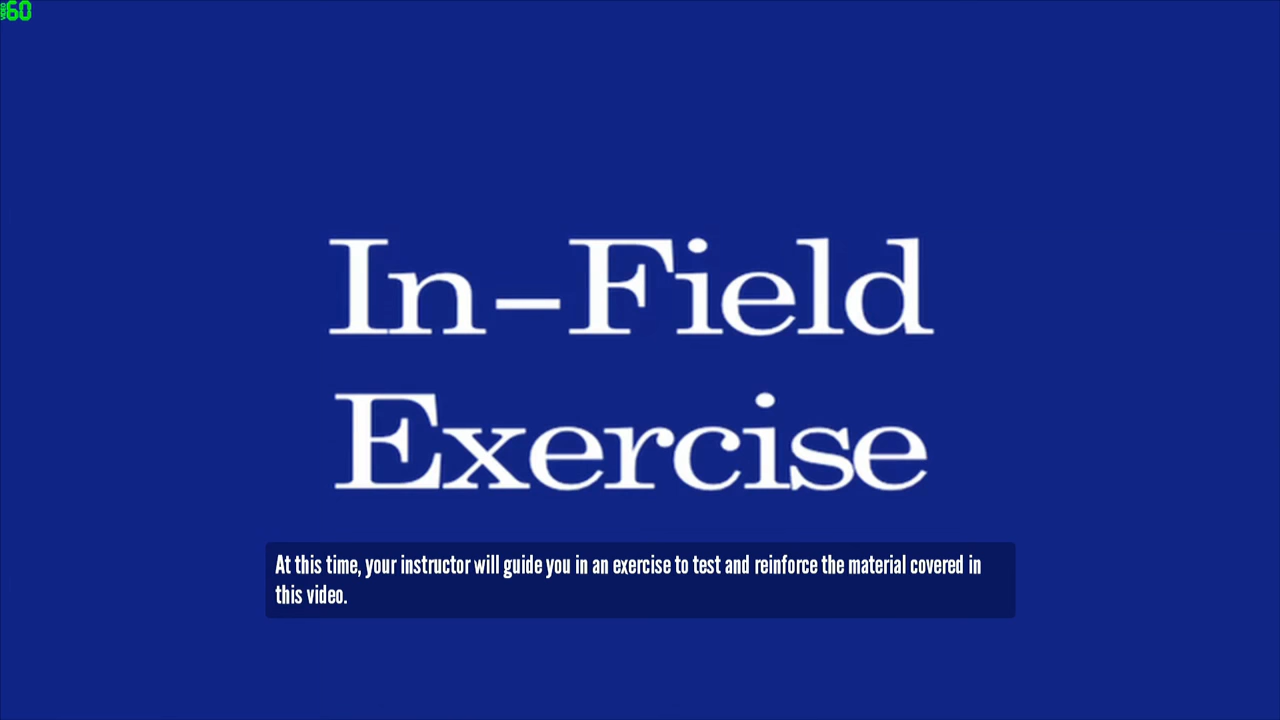 60
In-Field
Exercise
At this time, your instructor will guide you in an exercise to test and reinforce the material covered in
this video.